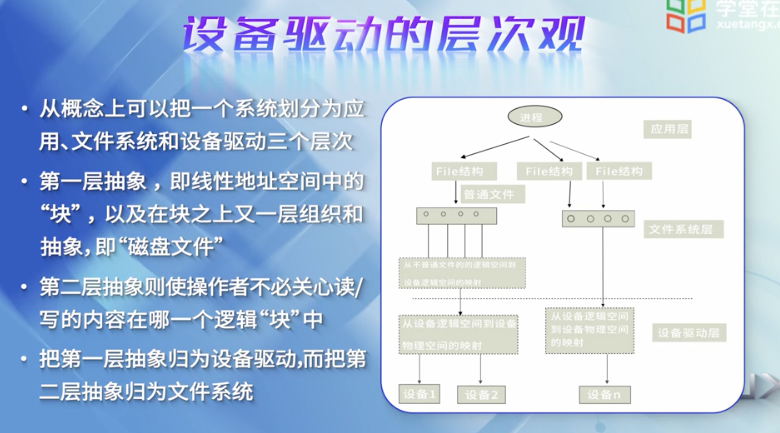 学堂在
xuetangx.
设备驱动的层次观
• 从概念上可以把一个系统划分为应
用、文件系统和设备驱动三个层次
• 第一层抽象，即线性地址空间中的
“块”，以及在块之上又一层组织和
抽象,即“磁盘文件”
• 第二层抽象则使操作者不必关心读/
写的内容在哪一个逻辑“块”中
• 把第一层抽象归为设备驱动,而把第
二层抽象归为文件系统
进程
应用层
File结构
File结构
File结构
普通文件
文件系统层
从不普通文件的的逻辑空间到
设备逻辑空间的映射
从设备逻辑空间到设备
物理空间的映射
从设备逻辑空间
到设备物理空间
的映射
设备驱动层
设备1
设备2
设备n